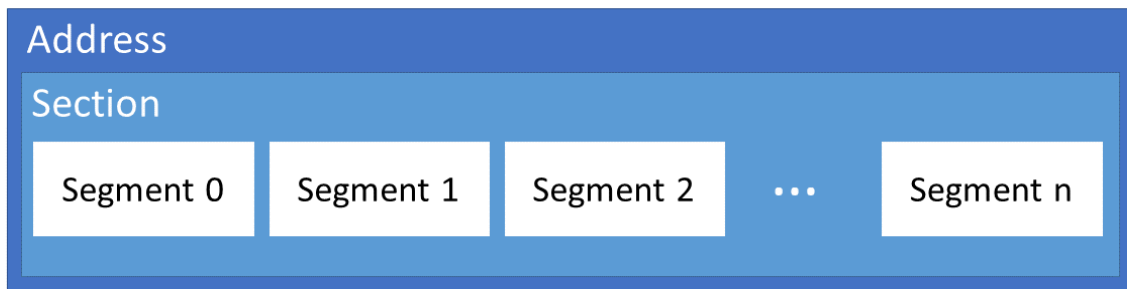 Address
Section
Segment 0 Segment 1 Segment 2 ... Segment n